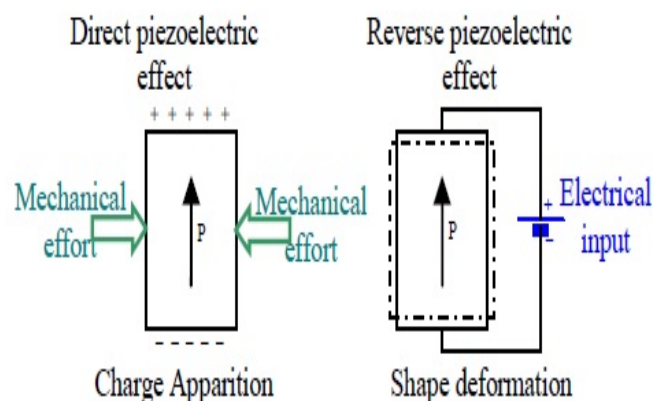 Direct piezoelectric
effect
+ + + + +
Mechanical
effort
P
Mechanical
effort
- - - - -
Charge Apparition
Reverse piezoelectric
effect
P
+
-
Electrical
input
Shape deformation